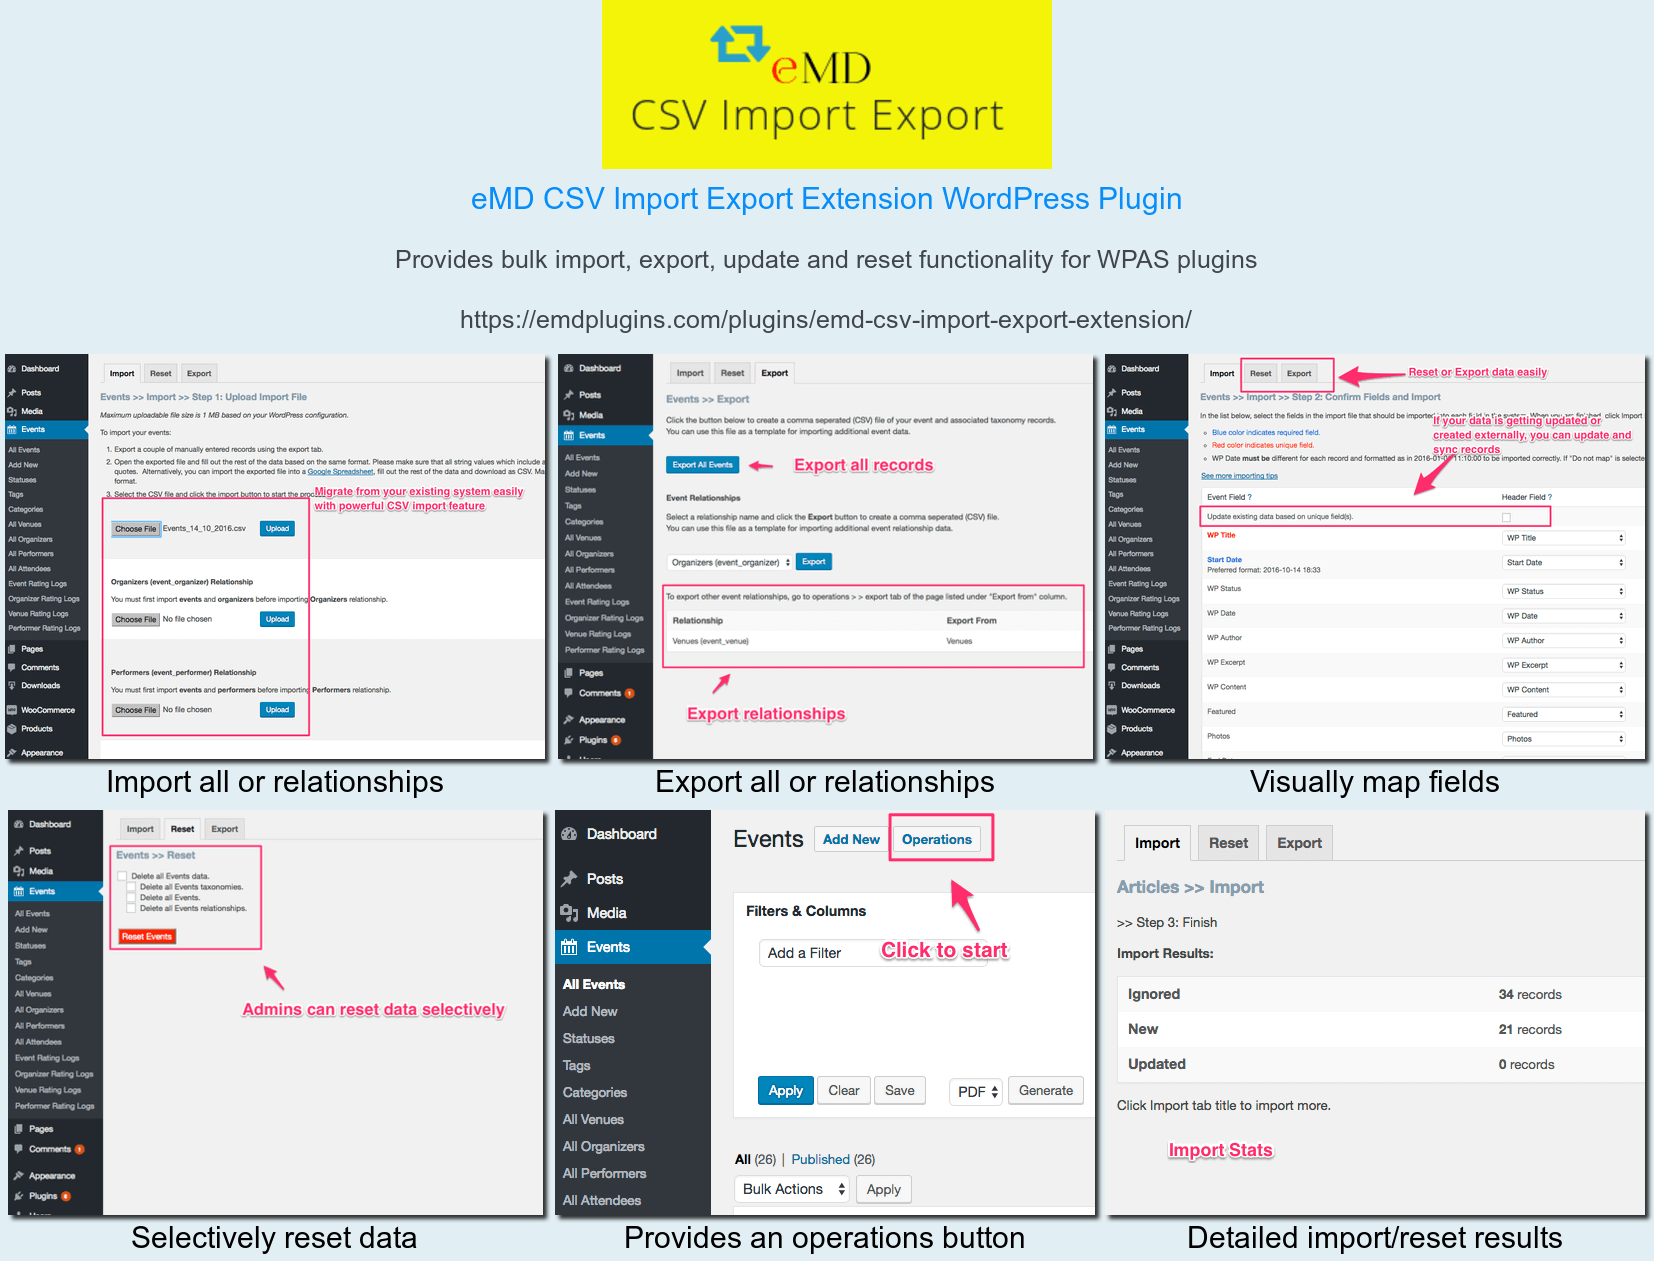 eMD
CSV Import Export
eMD CSV Import Export Extension WordPress Plugin
Provides bulk import, export, update and reset functionality for WPAS plugins
https://emdplugins.com/plugins/emd-csv-import-export-extension/
Dashboard
Posts
Media
Events
All Events
Add New
Statuses
Tags
Categories
All Venues
All Organizers
All Performers
All Attendees
Event Rating Logs
Organizer Rating Logs
Venue Rating Logs
Performer Rating Logs
Pages
Comments
Downloads
WooCommerce
Products
Appearance
Import Reset Export
Events >> Import >> Step 1: Upload Import File
Maximum uploadable file size is 1 MB based on your WordPress configuration.
To import your events:
1. Export a couple of manually entered records using the export tab.
2. Open the exported file and fill out the rest of the data based on the same format. Please make sure that all string values which include a
quotes. Alternatively, you can import the exported file into a Google Spreadsheet, fill out the rest of the data and download as CSV. Ma
format.
3. Select the CSV file and click the import button to start the
Migrate from your existing system easily
with powerful CSV import feature
Choose File Events_14_10_2016.csv Upload
Organizers (event_organizer) Relationship
You must first import events and organizers before importing Organizers relationship.
Choose File No file chosen Upload
Performers (event_performer) Relationship
You must first import events and performers before importing Performers relationship.
Choose File No file chosen Upload
Import all or relationships
Dashboard
Posts
Media
Events
All Events
Add New
Statuses
Tags
Categories
All Venues
All Organizers
All Performers
All Attendees
Event Rating Logs
Organizer Rating Logs
Venue Rating Logs
Performer Rating Logs
Pages
Comments 1
Appearance
Plugins 6
Import Reset Export
Events >> Export
Click the button below to create a comma seperated (CSV) file of your event and associated taxonomy records.
You can use this file as a template for importing additional event data.
Export All Events
Export all records
Event Relationships
Select a relationship name and click the Export button to create a comma seperated (CSV) file.
You can use this file as a template for importing additional event relationship data.
Organizers (event_organizer) Export
To export other event relationships, go to operations > > export tab of the page listed under "Export from" column.
Relationship Export From
Venues (event_venue) Venues
Export relationships
Export all or relationships
Dashboard
Posts
Media
Events
All Events
Add New
Statuses
Tags
Categories
All Venues
All Organizers
All Performers
All Attendees
Event Rating Logs
Organizer Rating Logs
Venue Rating Logs
Performer Rating Logs
Pages
Comments
Downloads
WooCommerce
Products
Appearance
Import Reset Export
Reset or Export data easily
Events >> Import >> Step 2: Confirm Fields and Import
In the list below, select the fields in the import file that should be imported into each field in the system. When you are finished, click Import
Blue color indicates required field.
Red color indicates unique field.
WP Date must be different for each record and formatted as in 2016-01-0 11:10:00 to be imported correctly. If "Do not map" is selecte
If your data is getting updated or
created externally, you can update and
sync records
See more importing tips
Event Field ? Header Field ?
Update existing data based on unique field(s).
WP Title WP Title
Start Date Start Date
Preferred format: 2016-10-14 18:33
WP Status WP Status
WP Date WP Date
WP Author WP Author
WP Excerpt WP Excerpt
WP Content WP Content
Featured Featured
Photos Photos
Visually map fields
Dashboard
Posts
Media
Events
All Events
Add New
Statuses
Tags
Categories
All Venues
All Organizers
All Performers
All Attendees
Event Rating Logs
Organizer Rating Logs
Venue Rating Logs
Performer Rating Logs
Pages
Comments 1
Appearance
Plugins 6
Import Reset Export
Events >> Reset
Delete all Events data.
Delete all Events taxonomies.
Delete all Events.
Delete all Events relationships.
Reset Events
Admins can reset data selectively
Selectively reset data
Dashboard
Posts
Media
Events
All Events
Add New
Statuses
Tags
Categories
All Venues
All Organizers
All Performers
All Attendees
Events Add New Operations
Filters & Columns
Add a Filter
Click to start
Apply Clear Save PDF Generate
All (26) | Published (26)
Bulk Actions Apply
Provides an operations button
Import Reset Export
Articles >> Import
>> Step 3: Finish
Import Results:
Ignored 34 records
New 21 records
Updated 0 records
Click Import tab title to import more.
Import Stats
Detailed import/reset results